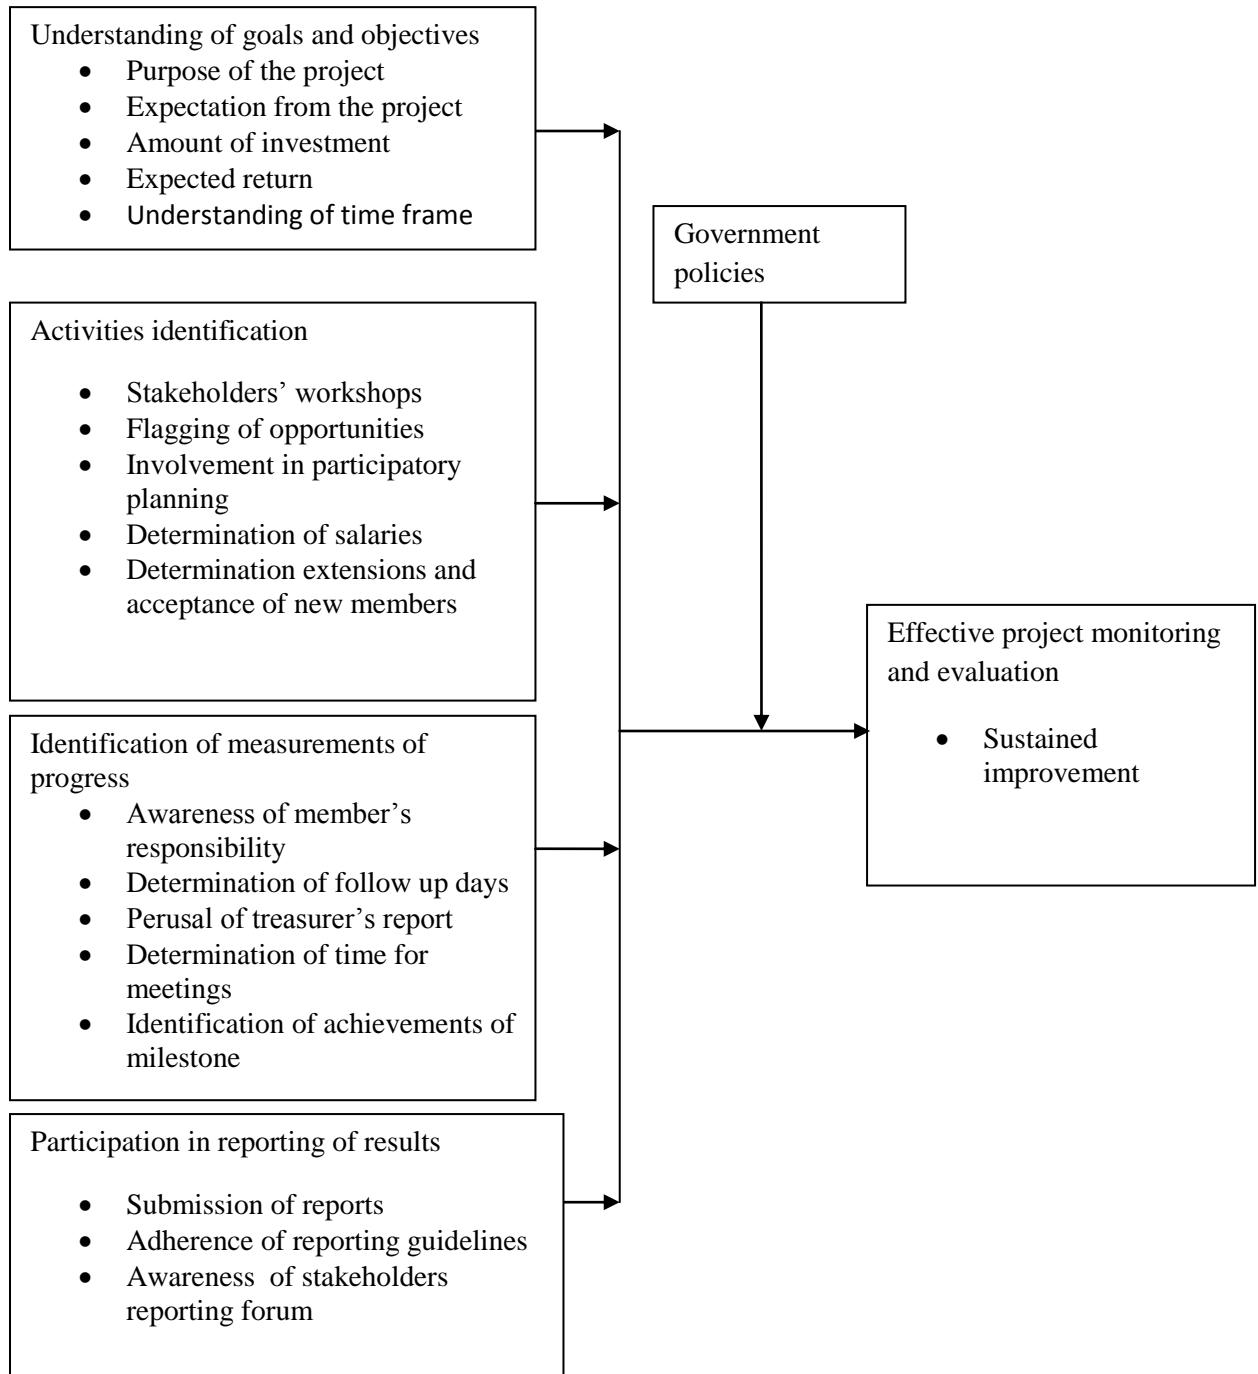 Understanding of goals and objectives
• Purpose of the project
• Expectation from the project
• Amount of investment
• Expected return
• Understanding of time frame
Government
policies
Activities identification
• Stakeholders’ workshops
• Flagging of opportunities
• Involvement in participatory
planning
• Determination of salaries
• Determination extensions and
acceptance of new members
Effective project monitoring
and evaluation
• Sustained
improvement
Identification of measurements of
progress
• Awareness of member’s
responsibility
• Determination of follow up days
• Perusal of treasurer’s report
• Determination of time for
meetings
• Identification of achievements of
milestone
Participation in reporting of results
• Submission of reports
• Adherence of reporting guidelines
• Awareness of stakeholders
reporting forum